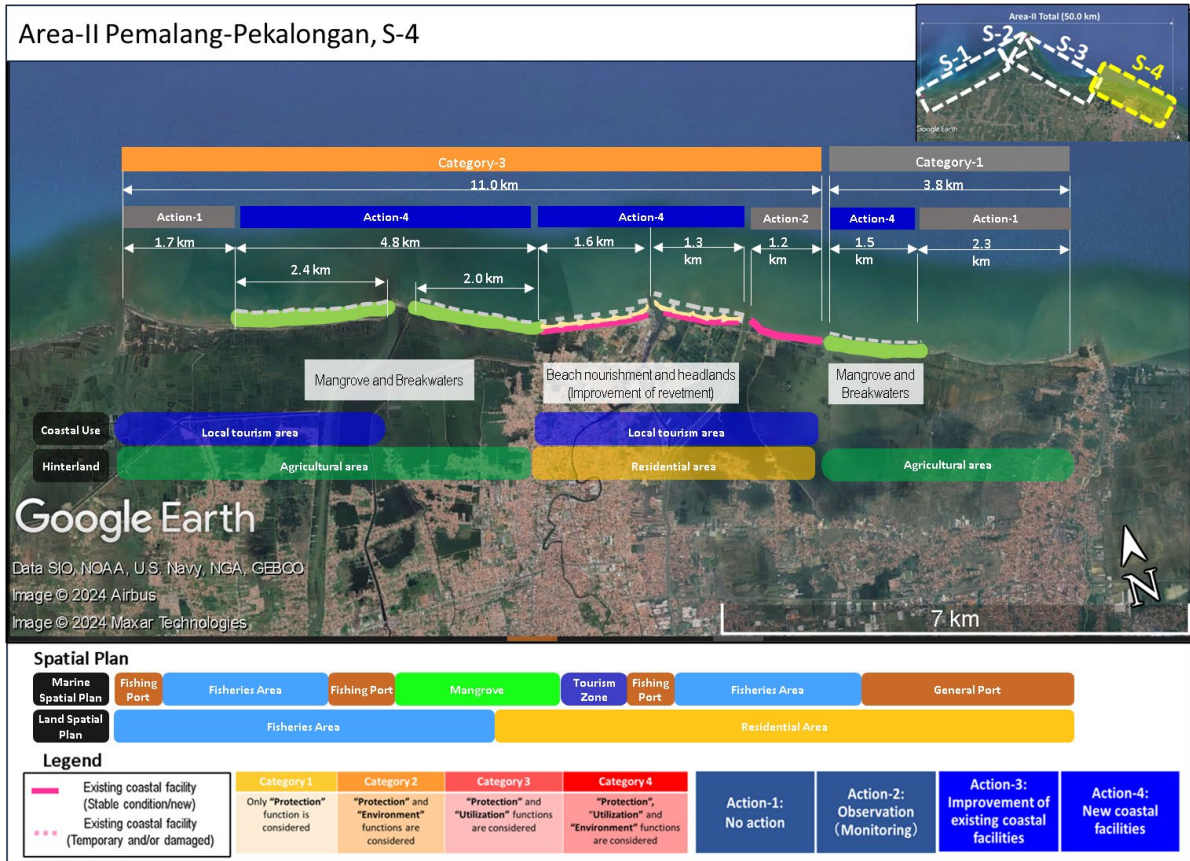 Area-II Pemalang-Pekalongan, S-4
Area-II Total (50.0 km)
S-1
S-2
S-3
S-4
Google Earth
Category-3
Category-1
11.0 km
3.8 km
Action-1
Action-4
Action-4
Action-2
Action-4
Action-1
1.7 km
4.8 km
1.6 km
1.3
km
1.2
km
1.5
km
2.3
km
2.4 km
2.0 km
Mangrove and Breakwaters
Beach nourishment and headlands
(Improvement of revetment)
Mangrove and
Breakwaters
Coastal Use
Local tourism area
Local tourism area
Hinterland
Agricultural area
Residential area
Agricultural area
Google Earth
Data SIO, NOAA, U.S. Navy, NGA, GEBCO
Image © 2024 Airbus
Image © 2024 Maxar Technologies
N
7 km
Spatial Plan
Marine
Spatial Plan
Fishing
Port
Fisheries Area
Fishing Port
Mangrove
Tourism
Zone
Fishing
Port
Fisheries Area
General Port
Land Spatial
Plan
Fisheries Area
Residential Area
Legend
Existing coastal facility
(Stable condition/new)
Existing coastal facility
(Temporary and/or damaged)
Category 1
Only "Protection"
function is
considered
Category 2
"Protection" and
"Environment"
functions are
considered
Category 3
"Protection" and
"Utilization" functions
are considered
Category 4
"Protection",
"Utilization" and
"Environment" functions
are considered
Action-1:
No action
Action-2:
Observation
（Monitoring）
Action-3:
Improvement of
existing coastal
facilities
Action-4:
New coastal
facilities